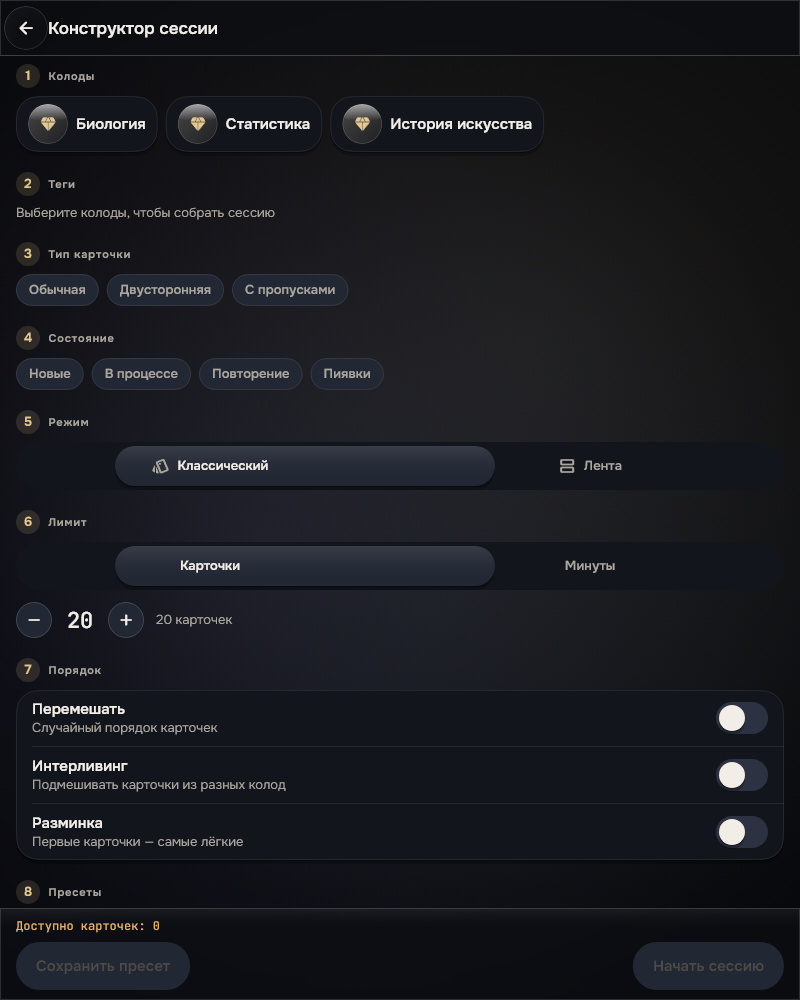 Конструктор сессии
1 Колоды
Биология Статистика История искусства
2 Теги
Выберите колоды, чтобы собрать сессию
3 Тип карточки
Обычная Двусторонняя С пропусками
4 Состояние
Новые В процессе Повторение Пиявки
5 Режим
Классический Лента
6 Лимит
Карточки Минуты
− 20 + 20 карточек
7 Порядок
Перемешать
Случайный порядок карточек
Интерливинг
Подмешивать карточки из разных колод
Разминка
Первые карточки — самые лёгкие
8 Пресеты
Доступно карточек: 0
Сохранить пресет Начать сессию